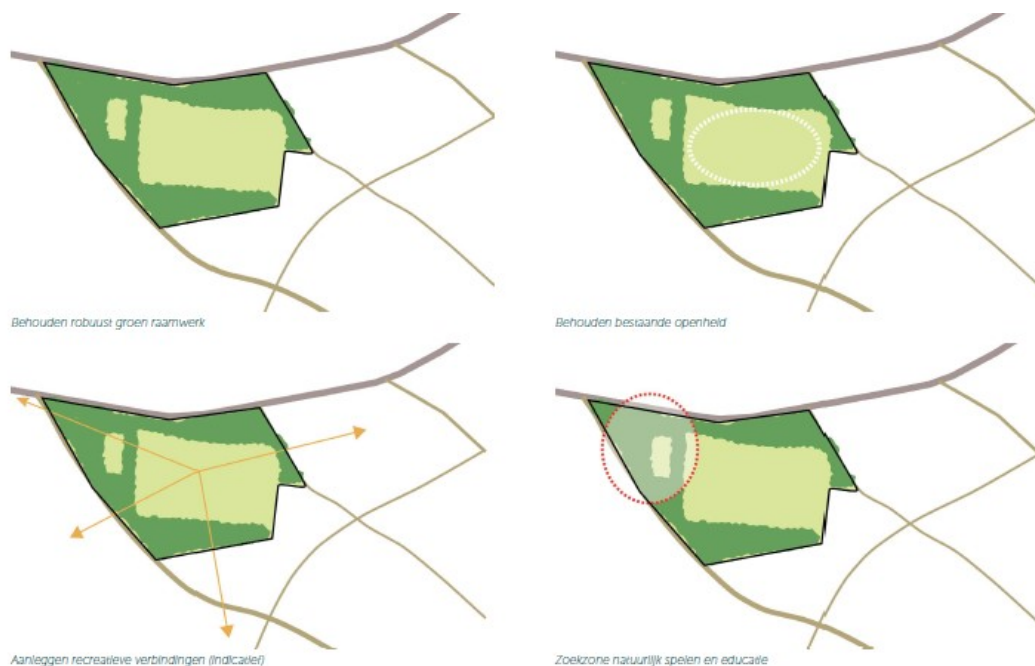 Behouden robuust groen raamwerk
Behouden bestaande openheid
Aanleggen recreatieve verbindingen (indicatief)
Zoekzone natuurlijk spelen en educatie